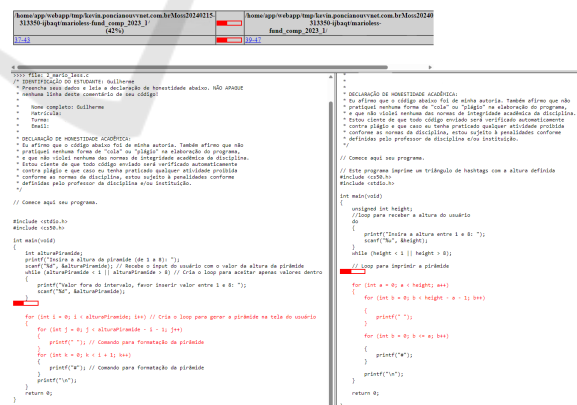 /home/app/webapp/tmp/kevin.poncianouvvnet.com.brMoss20240215-
313350-ijbaqt/marioless-fund_comp_2023_1/
(42%)
/home/app/webapp/tmp/kevin.poncianouvvnet.com.brMoss20240
313350-ijbaqt/marioless-
fund_comp_2023_1/
37-43
39-47
>>>> file: 2_mario_less.c
/* IDENTIFICAÇÃO DO ESTUDANTE: Guilherme
* Preencha seus dados e leia a declaração de honestidade abaixo. NÃO APAGUE
* nenhuma linha deste comentário de seu código!
*
* Nome completo: Guilherme
* Matrícula:
* Turma:
* Email:
*
* DECLARAÇÃO DE HONESTIDADE ACADÊMICA:
* Eu afirmo que o código abaixo foi de minha autoria. Também afirmo que não
* pratiquei nenhuma forma de "cola" ou "plágio" na elaboração do programa,
* e que não violei nenhuma das normas de integridade acadêmica da disciplina.
* Estou ciente de que todo código enviado será verificado automaticamente
* contra plágio e que caso eu tenha praticado qualquer atividade proibida
* conforme as normas da disciplina, estou sujeito à penalidades conforme
* definidas pelo professor da disciplina e/ou instituição.
*/
// Comece aqui seu programa.
#include <stdio.h>
#include <cs50.h>
int main(void)
{
int alturaPiramide;
printf("Insira altura da piramide (de 1 a 8): ");
scanf("%d", &alturaPiramide); // Recebe o input do usuário com o valor da altura da pirâmide
while (alturaPiramide < 1 || alturaPiramide > 8) // Cria o loop para aceitar apenas valores dentro
{
printf("Valor fora do intervalo, favor inserir valor entre 1 e 8: ");
scanf("%d", &alturaPiramide);
}
for (int i = 0; i < alturaPiramide; i++) // Cria o loop para gerar a pirâmide na tela do usuário
{
for (int j = 0; j < alturaPiramide - i - 1; j++)
{
printf(" "); // Comando para formatação da pirâmide
}
for (int k = 0; k < i + 1; k++)
{
printf("#"); // Comando para formatação da pirâmide
}
printf("\n");
}
return 0;
}
*
*
* DECLARAÇÃO DE HONESTIDADE ACADÊMICA:
* Eu afirmo que o código abaixo foi de minha autoria. Também afirmo que não
* pratiquei nenhuma forma de "cola" ou "plágio" na elaboração do programa,
* e que não violei nenhuma das normas de integridade acadêmica da disciplina.
* Estou ciente de que todo código enviado será verificado automaticamente
* contra plágio e que caso eu tenha praticado qualquer atividade proibida
* conforme as normas da disciplina, estou sujeito à penalidades conforme
* definidas pelo professor da disciplina e/ou instituição.
*/
// Comece aqui seu programa.
// Este programe imprime um triângulo de hashtags com a altura definida
#include <cs50.h>
#include <stdio.h>
int main(void)
{
unsigned int height;
//loop para receber a altura do usuário
do
{
printf("Insira a altura entre 1 e 8: ");
scanf("%u", &height);
}
while (height < 1 || height > 8);
// Loop para imprimir a pirâmide
for (int a = 0; a < height; a++)
{
for (int b = 0; b < height - a - 1; b++)
{
printf(" ");
}
for (int b = 0; b <= a; b++)
{
printf("#");
}
printf("\n");
}
return 0;
}